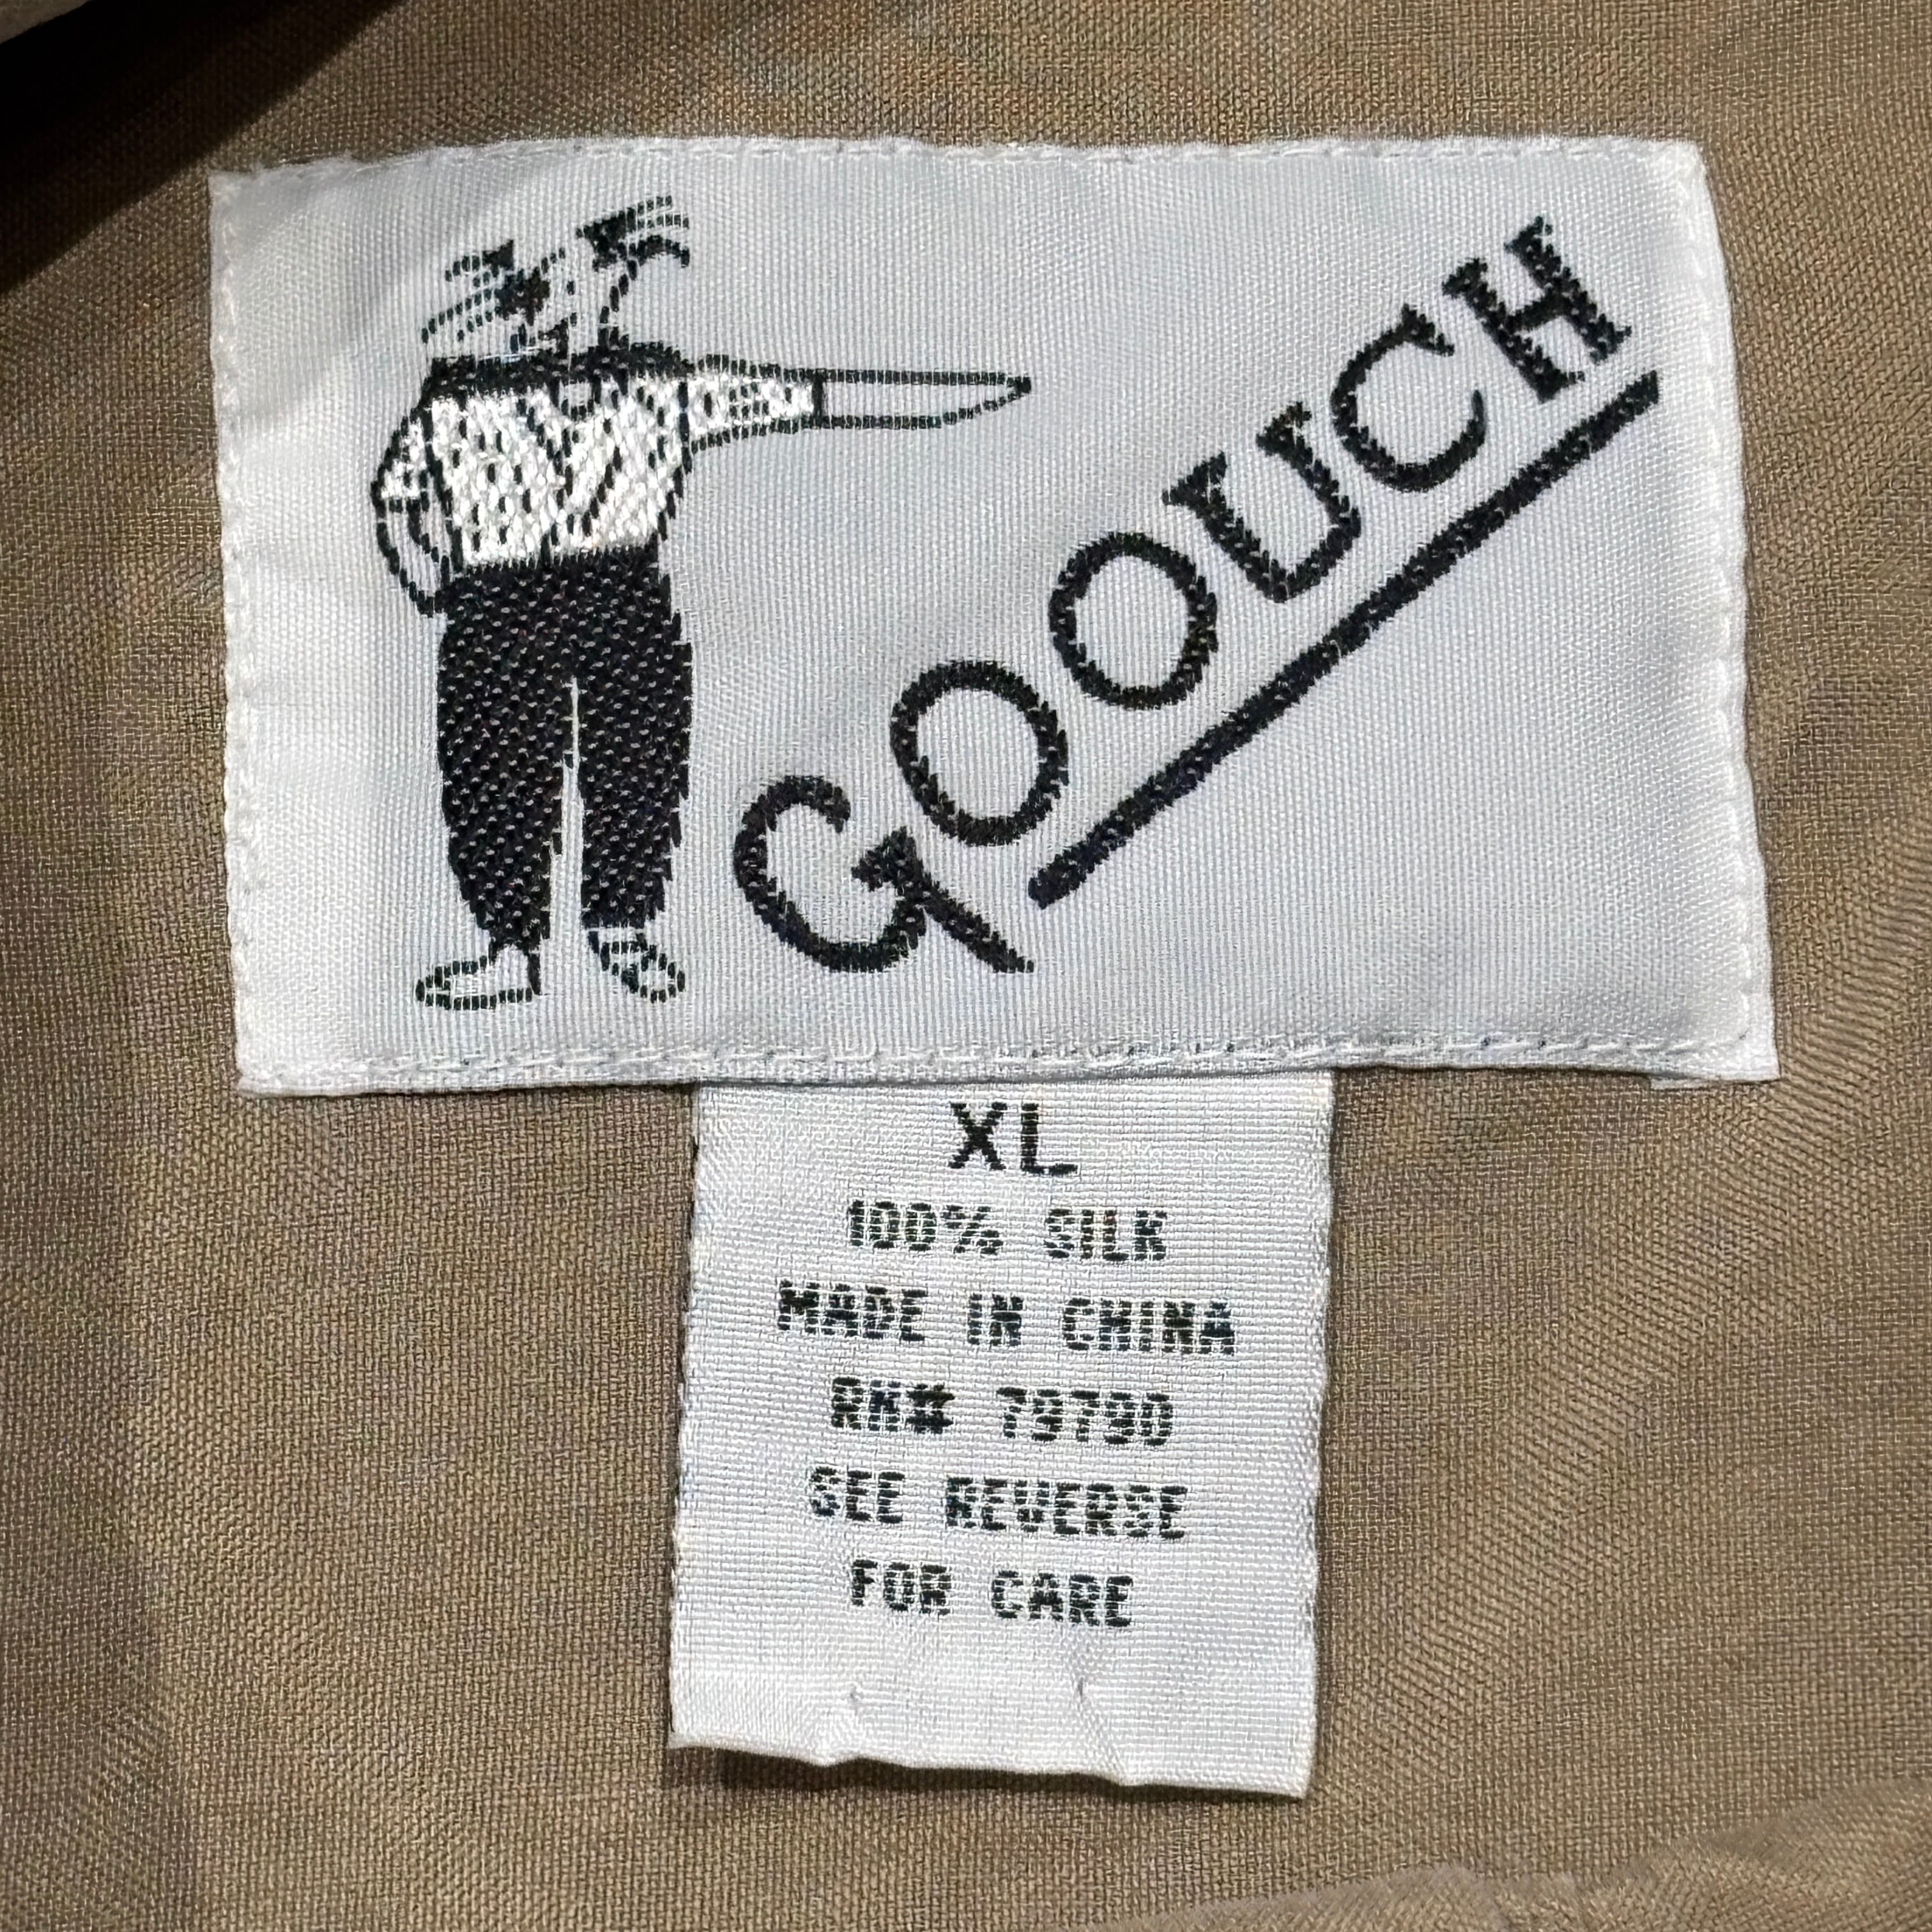 GOOUCH
XL
100% SILK
MADE IN CHINA
RN# 79790
SEE REVERSE
FOR CARE